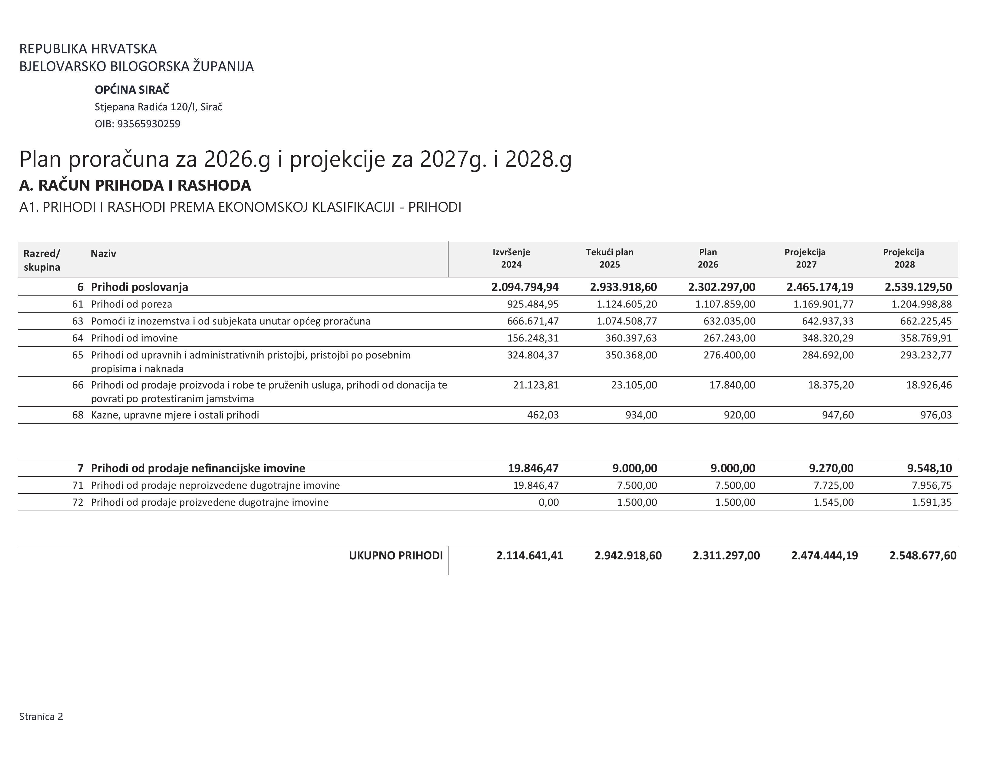 REPUBLIKA HRVATSKA
BJELOVARSKO BILOGORSKA ŽUPANIJA
OPĆINA SIRAČ
Stjepana Radića 120/I, Sirač
OIB: 93565930259
Plan proračuna za 2026.g i projekcije za 2027g. i 2028.g
A. RAČUN PRIHODA I RASHODA
A1. PRIHODI I RASHODI PREMA EKONOMSKOJ KLASIFIKACIJI - PRIHODI
Razred/ Naziv Izvršenje Tekući plan Plan Projekcija Projekcija
skupina 2024 2025 2026 2027 2028
6 Prihodi poslovanja 2.094.794,94 2.933.918,60 2.302.297,00 2.465.174,19 2.539.129,50
61 Prihodi od poreza 925.484,95 1.124.605,20 1.107.859,00 1.169.901,77 1.204.998,88
63 Pomoći iz inozemstva i od subjekata unutar općeg proračuna 666.671,47 1.074.508,77 632.035,00 642.937,33 662.225,45
64 Prihodi od imovine 156.248,31 360.397,63 267.243,00 348.320,29 358.769,91
65 Prihodi od upravnih i administrativnih pristojbi, pristojbi po posebnim 324.804,37 350.368,00 276.400,00 284.692,00 293.232,77
propisima i naknada
66 Prihodi od prodaje proizvoda i robe te pruženih usluga, prihodi od donacija te 21.123,81 23.105,00 17.840,00 18.375,20 18.926,46
povrati po protestiranim jamstvima
68 Kazne, upravne mjere i ostali prihodi 462,03 934,00 920,00 947,60 976,03
7 Prihodi od prodaje nefinancijske imovine 19.846,47 9.000,00 9.000,00 9.270,00 9.548,10
71 Prihodi od prodaje neproizvedene dugotrajne imovine 19.846,47 7.500,00 7.500,00 7.725,00 7.956,75
72 Prihodi od prodaje proizvedene dugotrajne imovine 0,00 1.500,00 1.500,00 1.545,00 1.591,35
UKUPNO PRIHODI 2.114.641,41 2.942.918,60 2.311.297,00 2.474.444,19 2.548.677,60
Stranica 2